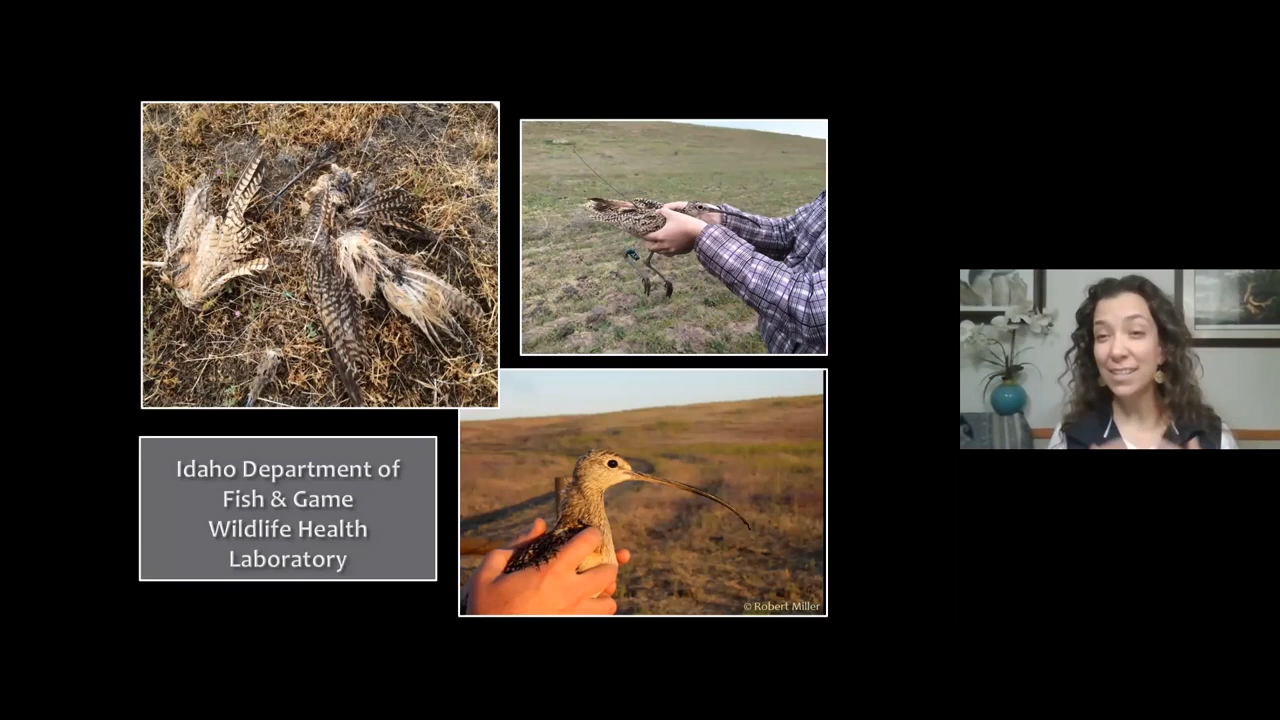 Idaho Department of
Fish & Game
Wildlife Health
Laboratory
© Robert Miller